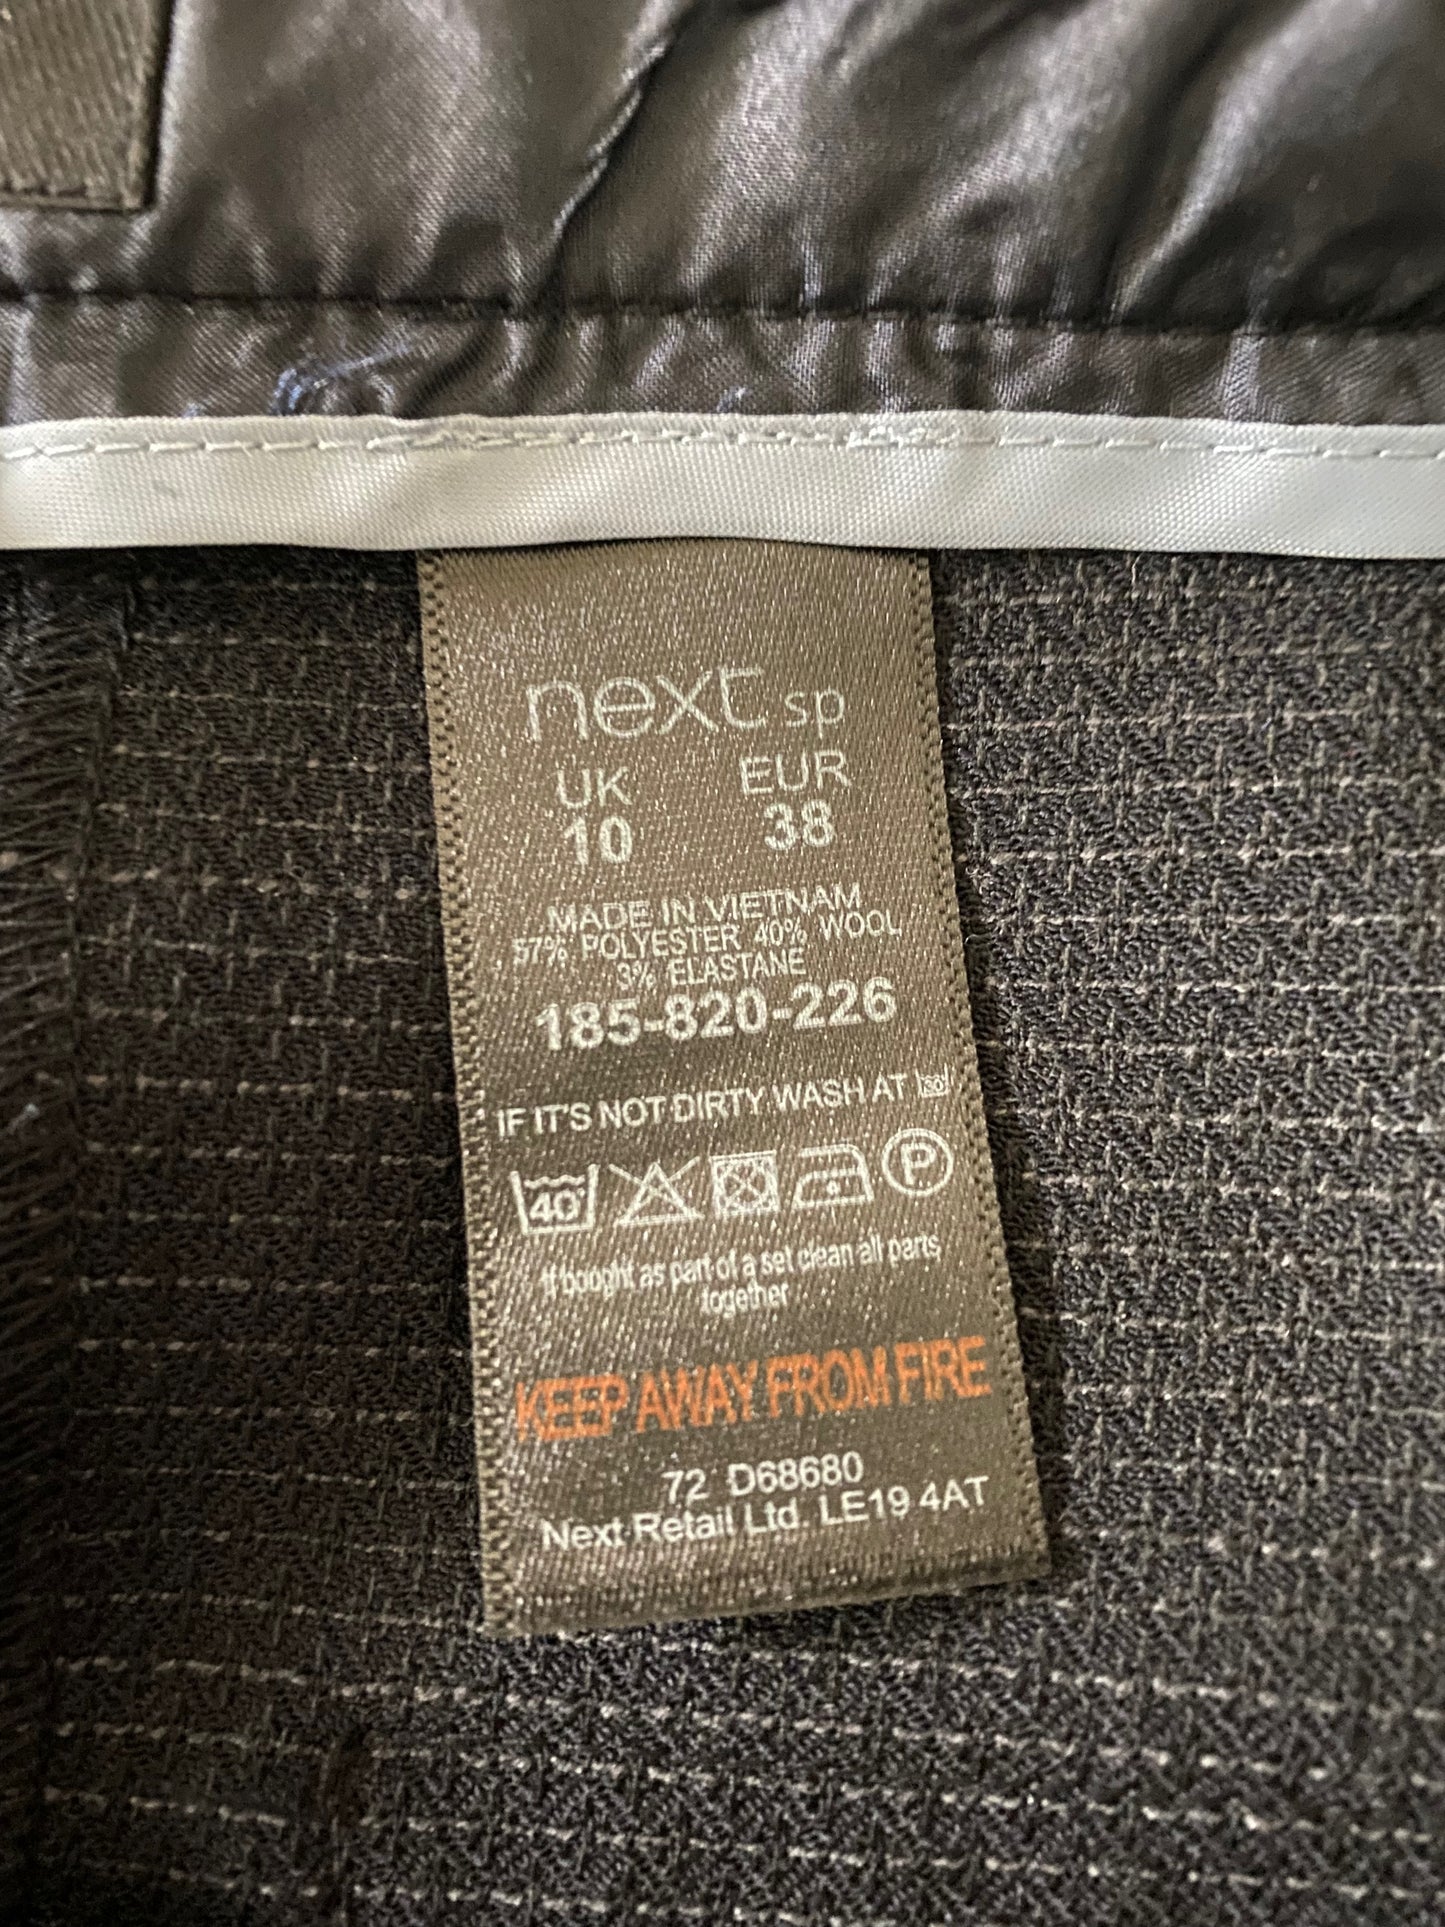 next sp
UK EUR
10 38
MADE IN VIETNAM
57% POLYESTER 40% WOOL
3% ELASTANE
185-820-226
IF IT'S NOT DIRTY WASH AT 30
40° P
If bought as part of a set clean all parts
together
KEEP AWAY FROM FIRE
72 D68680
Next Retail Ltd. LE19 4AT